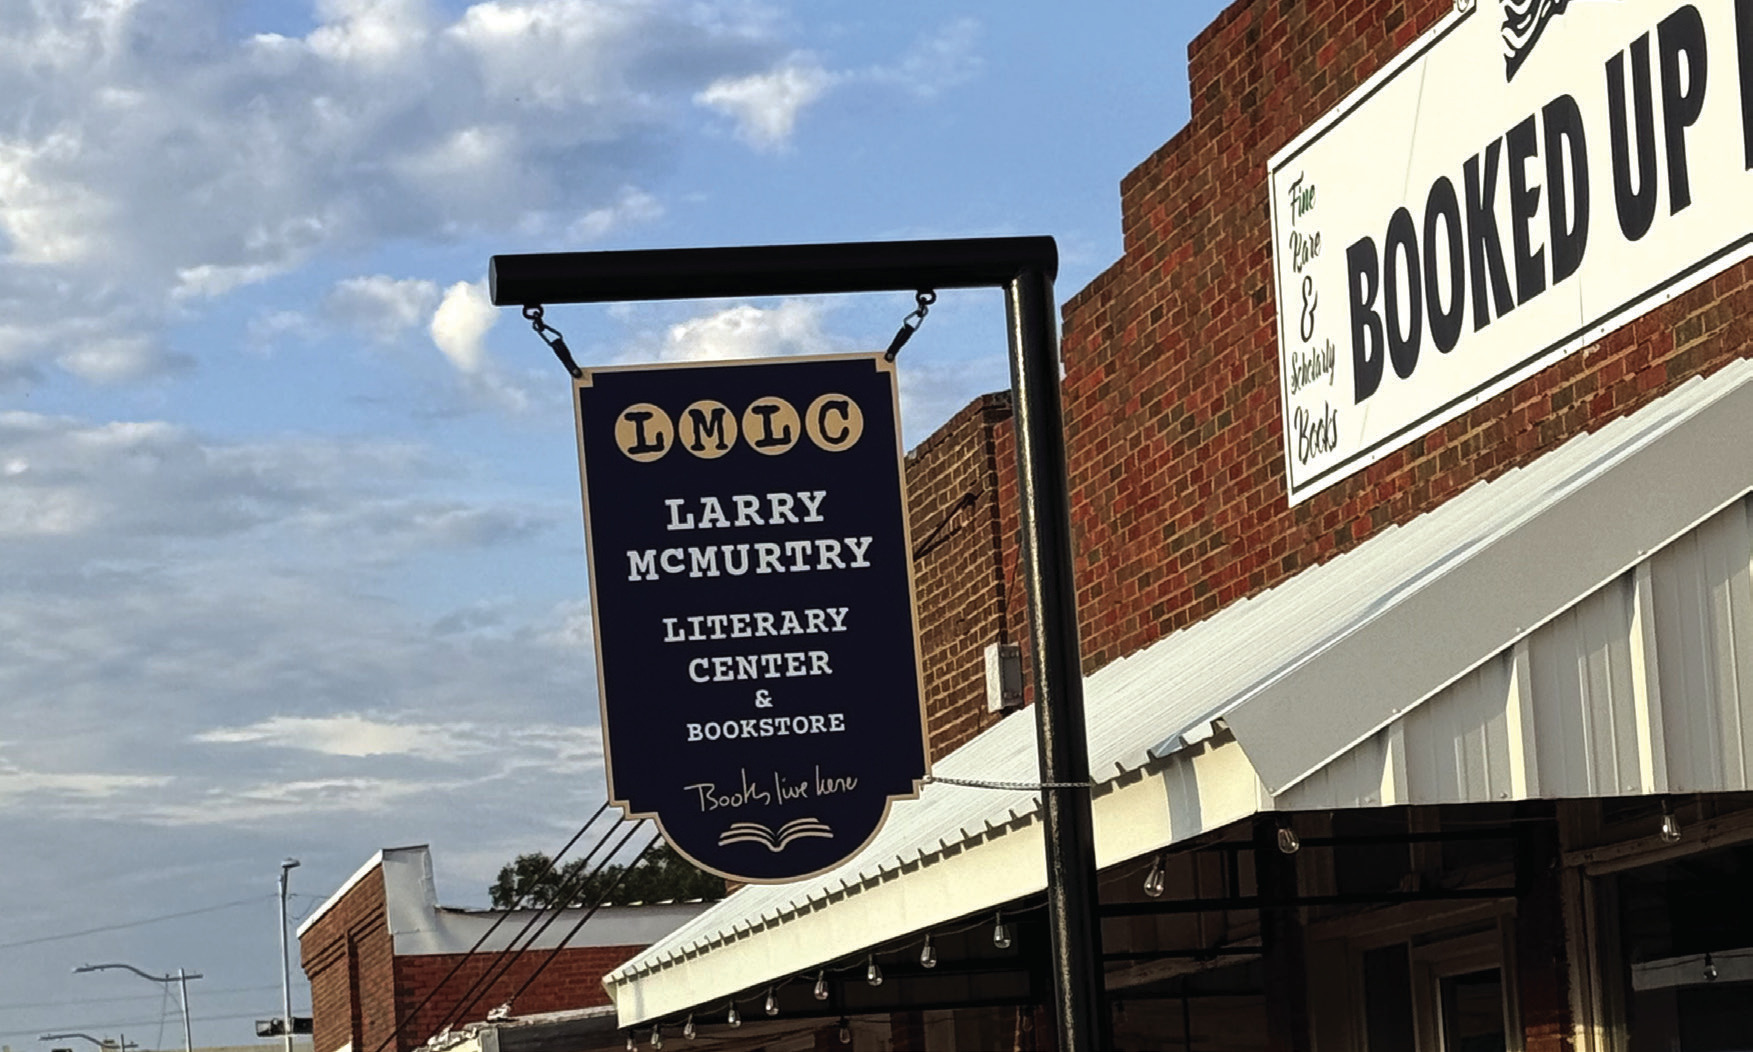 LMLC
LARRY
McMURTRY
LITERARY
CENTER
&
BOOKSTORE
Books live here
Fine
Rare
&
Scholarly
Books
BOOKED UP